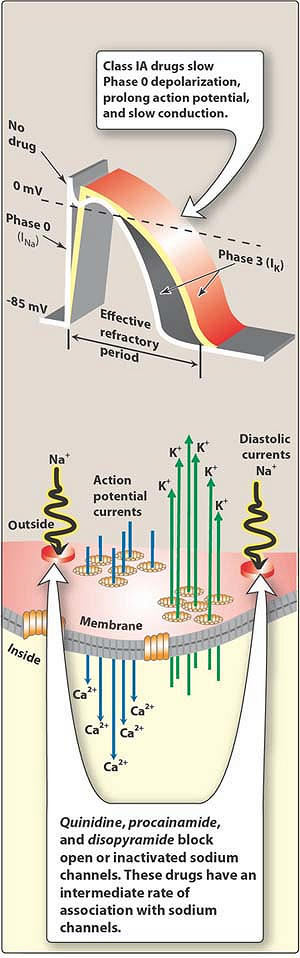 Class IA drugs slow
Phase 0 depolarization,
prolong action potential,
and slow conduction.
No
drug
0 mV
Phase 0
(INa)
Phase 3 (IK)
-85 mV
Effective
refractory
period
Na+
Action
potential
currents
K+
K+
K+
K+
K+
Diastolic
currents
Na+
Outside
Membrane
Inside
Ca2+
Ca2+
Ca2+
Ca2+
Ca2+
Quinidine, procainamide,
and disopyramide block
open or inactivated sodium
channels. These drugs have an
intermediate rate of
association with sodium
channels.